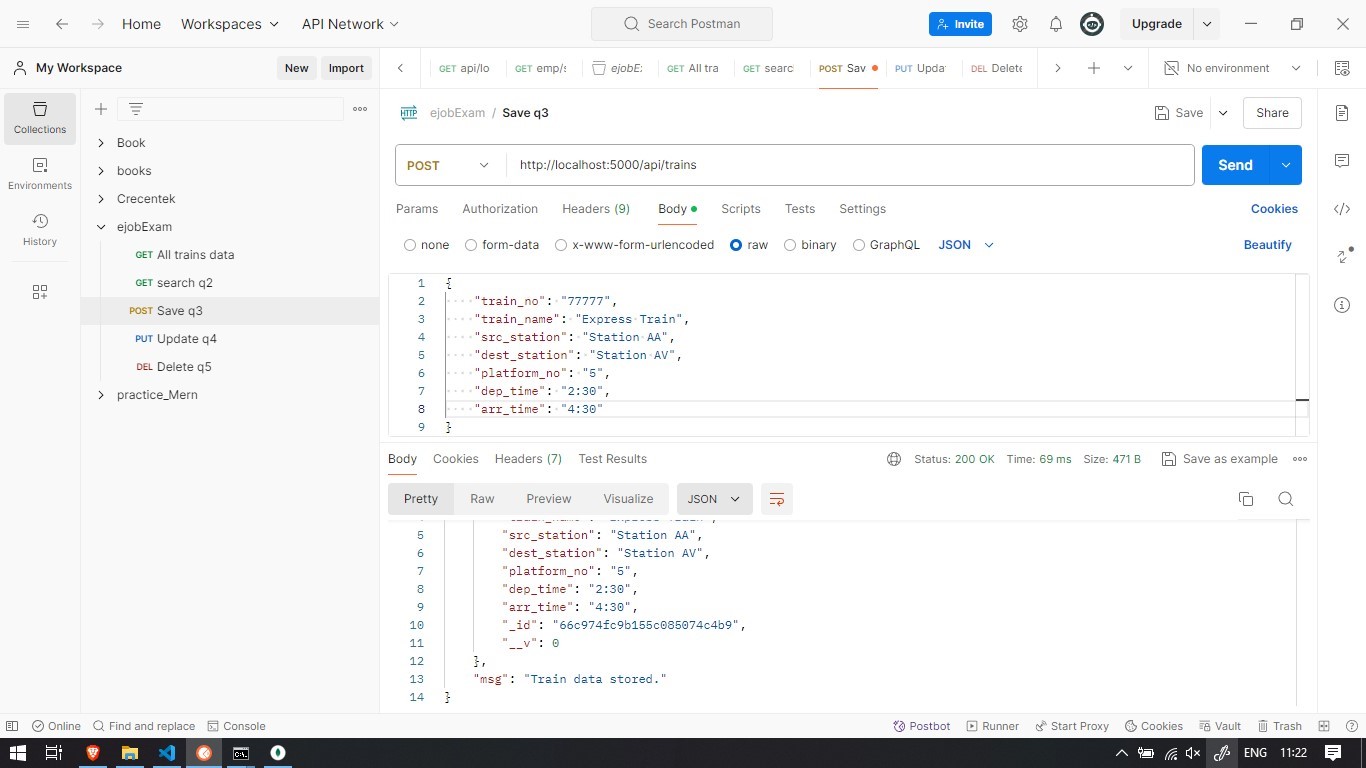 Home Workspaces API Network Search Postman Invite Upgrade
My Workspace New Import GET api/lo GET emp/s ejobE GET All tra GET searc POST Sav PUT Upda DEL Delete No environment
Collections
Environments
History
Book
books
Crecentek
ejobExam
GET All trains data
GET search q2
POST Save q3
PUT Update q4
DEL Delete q5
practice_Mern
HTTP ejobExam / Save q3 Save Share
POST http://localhost:5000/api/trains Send
Params Authorization Headers (9) Body Scripts Tests Settings Cookies
none form-data x-www-form-urlencoded raw binary GraphQL JSON Beautify
1 {
2 "train_no": "77777",
3 "train_name": "Express Train",
4 "src_station": "Station AA",
5 "dest_station": "Station AV",
6 "platform_no": "5",
7 "dep_time": "2:30",
8 "arr_time": "4:30"
9 }
Body Cookies Headers (7) Test Results Status: 200 OK Time: 69 ms Size: 471 B Save as example
Pretty Raw Preview Visualize JSON
5 "src_station": "Station AA",
6 "dest_station": "Station AV",
7 "platform_no": "5",
8 "dep_time": "2:30",
9 "arr_time": "4:30",
10 "_id": "66c974fc9b155c085074c4b9",
11 "__v": 0
12 },
13 "msg": "Train data stored."
14 }
Online Find and replace Console Postbot Runner Start Proxy Cookies Vault Trash
ENG 11:22